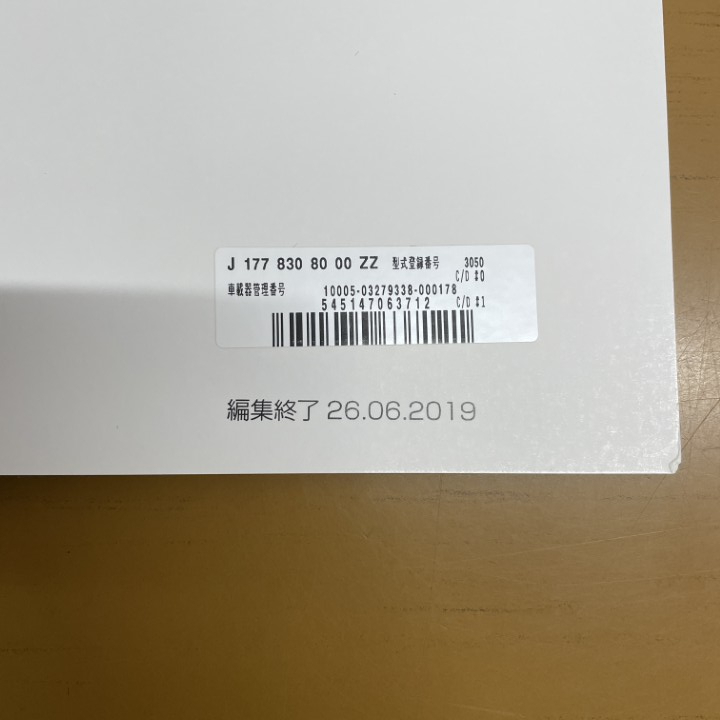 J 177 830 80 00 ZZ 型式登録番号 3050
C/D #0
車載器管理番号 10005-03279338-000178
545147063712 C/D #1
編集終了 26.06.2019